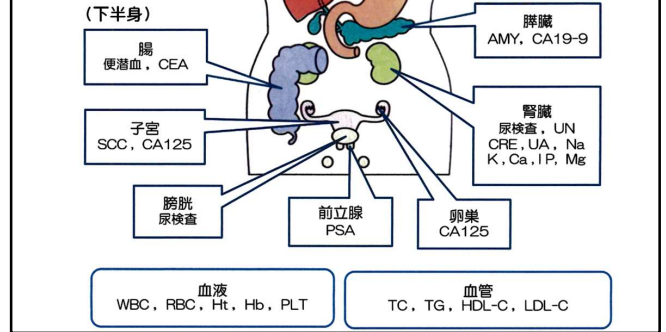 (下半身)
膵臓
AMY, CA19-9
腸
便潜血, CEA
腎臓
尿検査, UN
CRE, UA, Na
K, Ca, IP, Mg
子宮
SCC, CA125
膀胱
尿検査
前立腺
PSA
卵巣
CA125
血液
WBC, RBC, Ht, Hb, PLT
血管
TC, TG, HDL-C, LDL-C